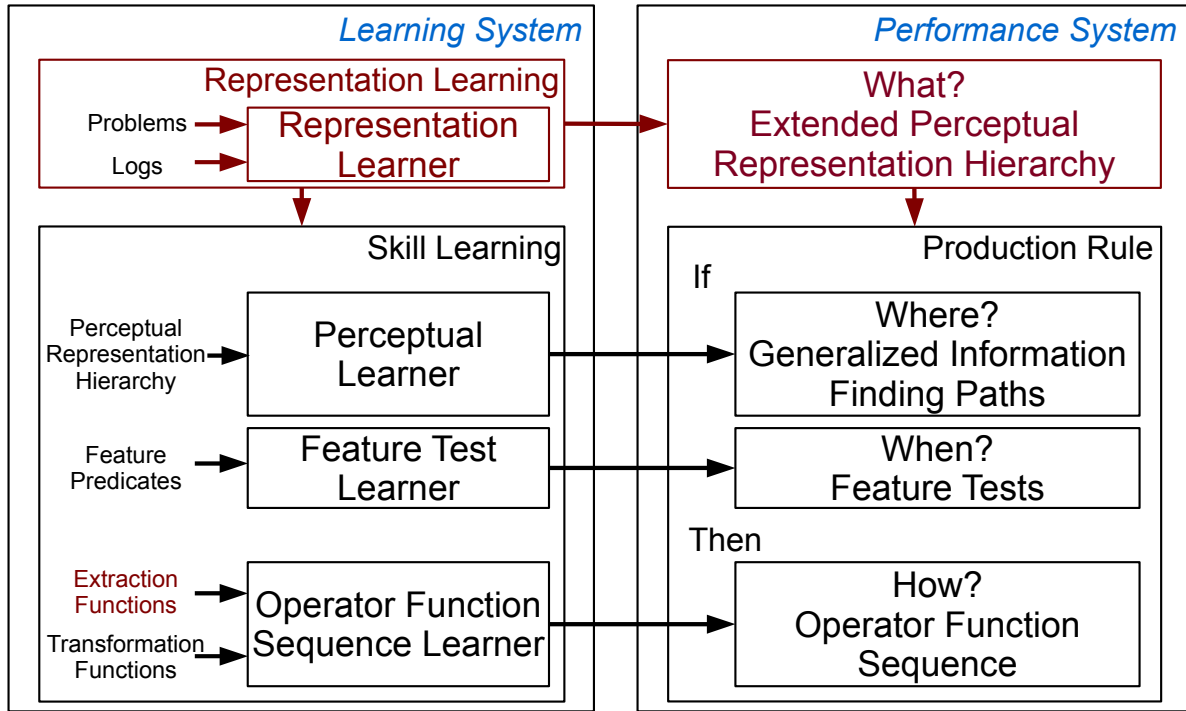 Learning System
Representation Learning
Problems
Logs
Representation
Learner
Skill Learning
Perceptual
Representation
Hierarchy
Perceptual
Learner
Feature
Predicates
Feature Test
Learner
Extraction
Functions
Transformation
Functions
Operator Function
Sequence Learner
Performance System
What?
Extended Perceptual
Representation Hierarchy
Production Rule
If
Where?
Generalized Information
Finding Paths
When?
Feature Tests
Then
How?
Operator Function
Sequence